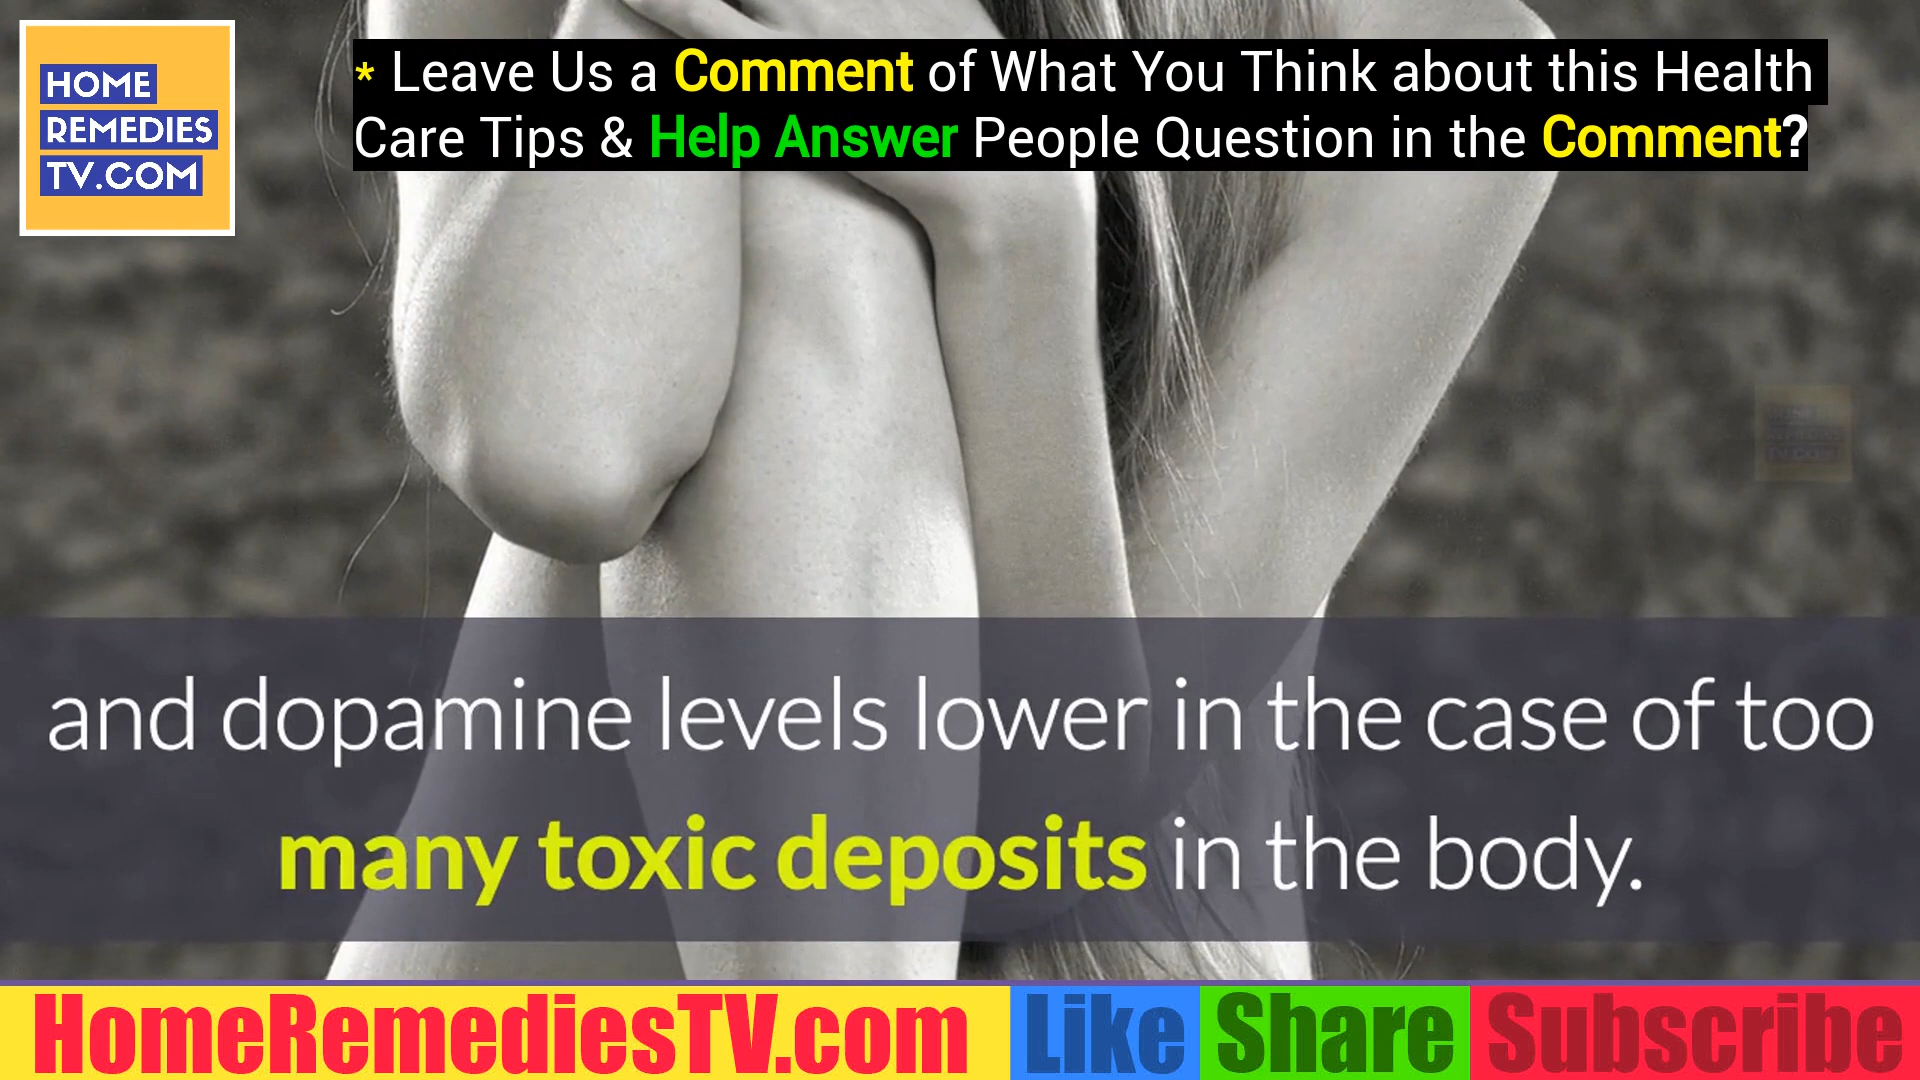 HOME
REMEDIES
TV.COM
* Leave Us a Comment of What You Think about this Health
Care Tips & Help Answer People Question in the Comment?
TV.COM
and dopamine levels lower in the case of too
many toxic deposits in the body.
HomeRemediesTV.com Like Share Subscribe